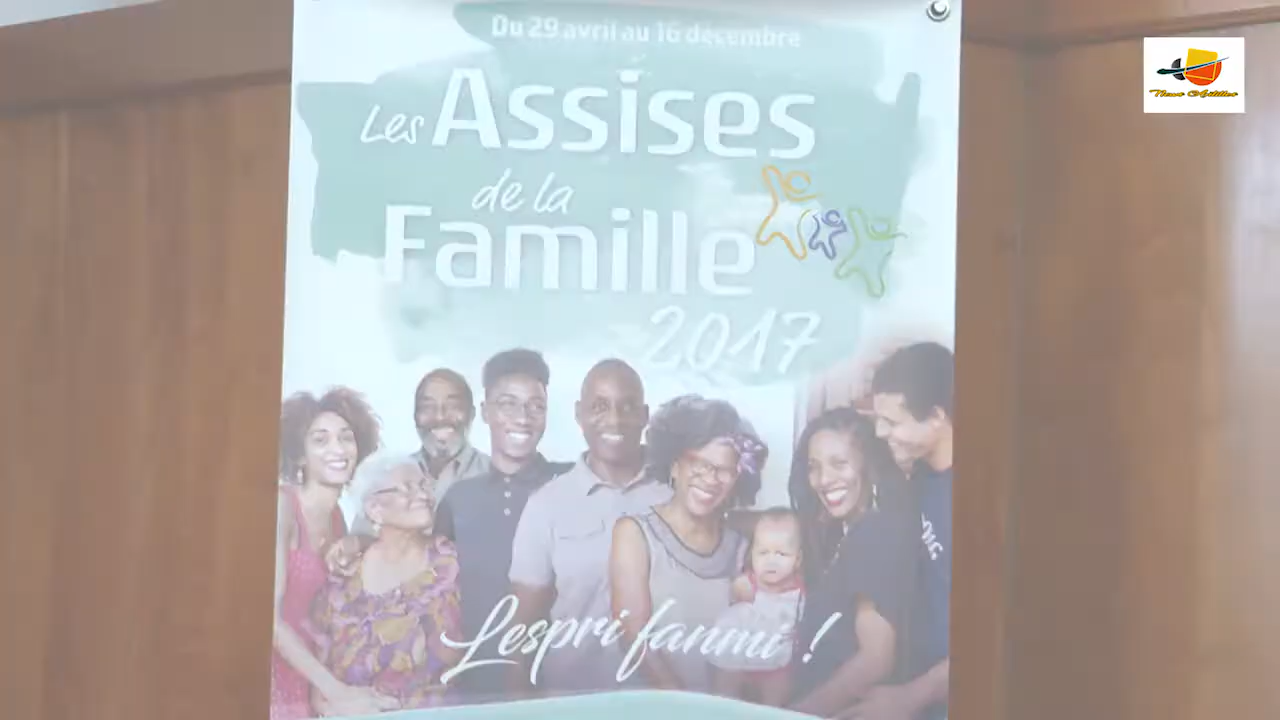 Du 29 avril au 16 décembre
Les Assises
de la
Famille
2017
Lespri fanmi !